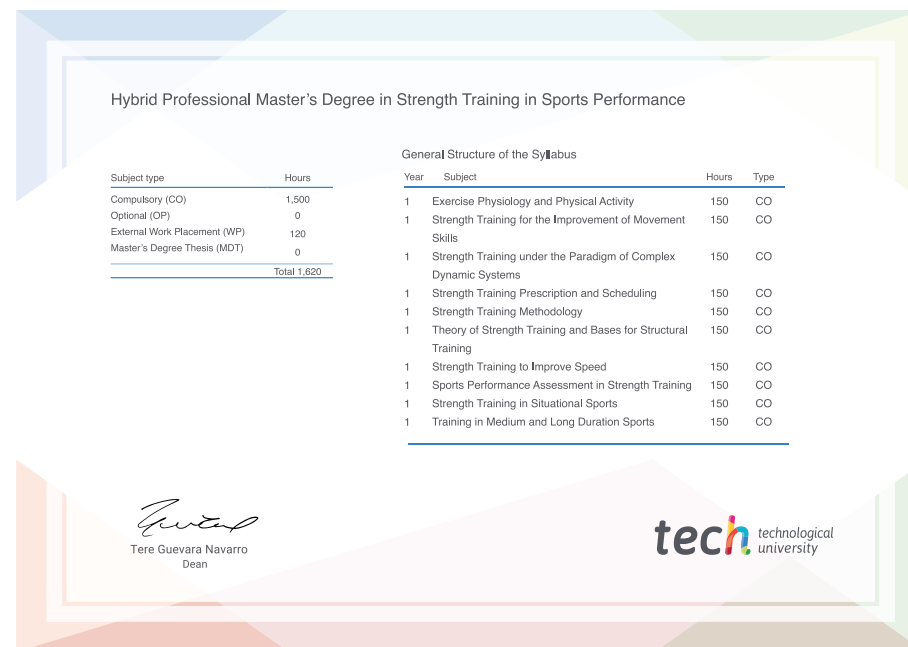 Hybrid Professional Master's Degree in Strength Training in Sports Performance
Subject type Hours
Compulsory (CO) 1,500
Optional (OP) 0
External Work Placement (WP) 120
Master's Degree Thesis (MDT) 0
Total 1,620
General Structure of the Syllabus
Year Subject Hours Type
1 Exercise Physiology and Physical Activity 150 CO
1 Strength Training for the Improvement of Movement 150 CO
Skills
1 Strength Training under the Paradigm of Complex 150 CO
Dynamic Systems
1 Strength Training Prescription and Scheduling 150 CO
1 Strength Training Methodology 150 CO
1 Theory of Strength Training and Bases for Structural 150 CO
Training
1 Strength Training to Improve Speed 150 CO
1 Sports Performance Assessment in Strength Training 150 CO
1 Strength Training in Situational Sports 150 CO
1 Training in Medium and Long Duration Sports 150 CO
Tere Guevara Navarro
Dean
tech technological
university